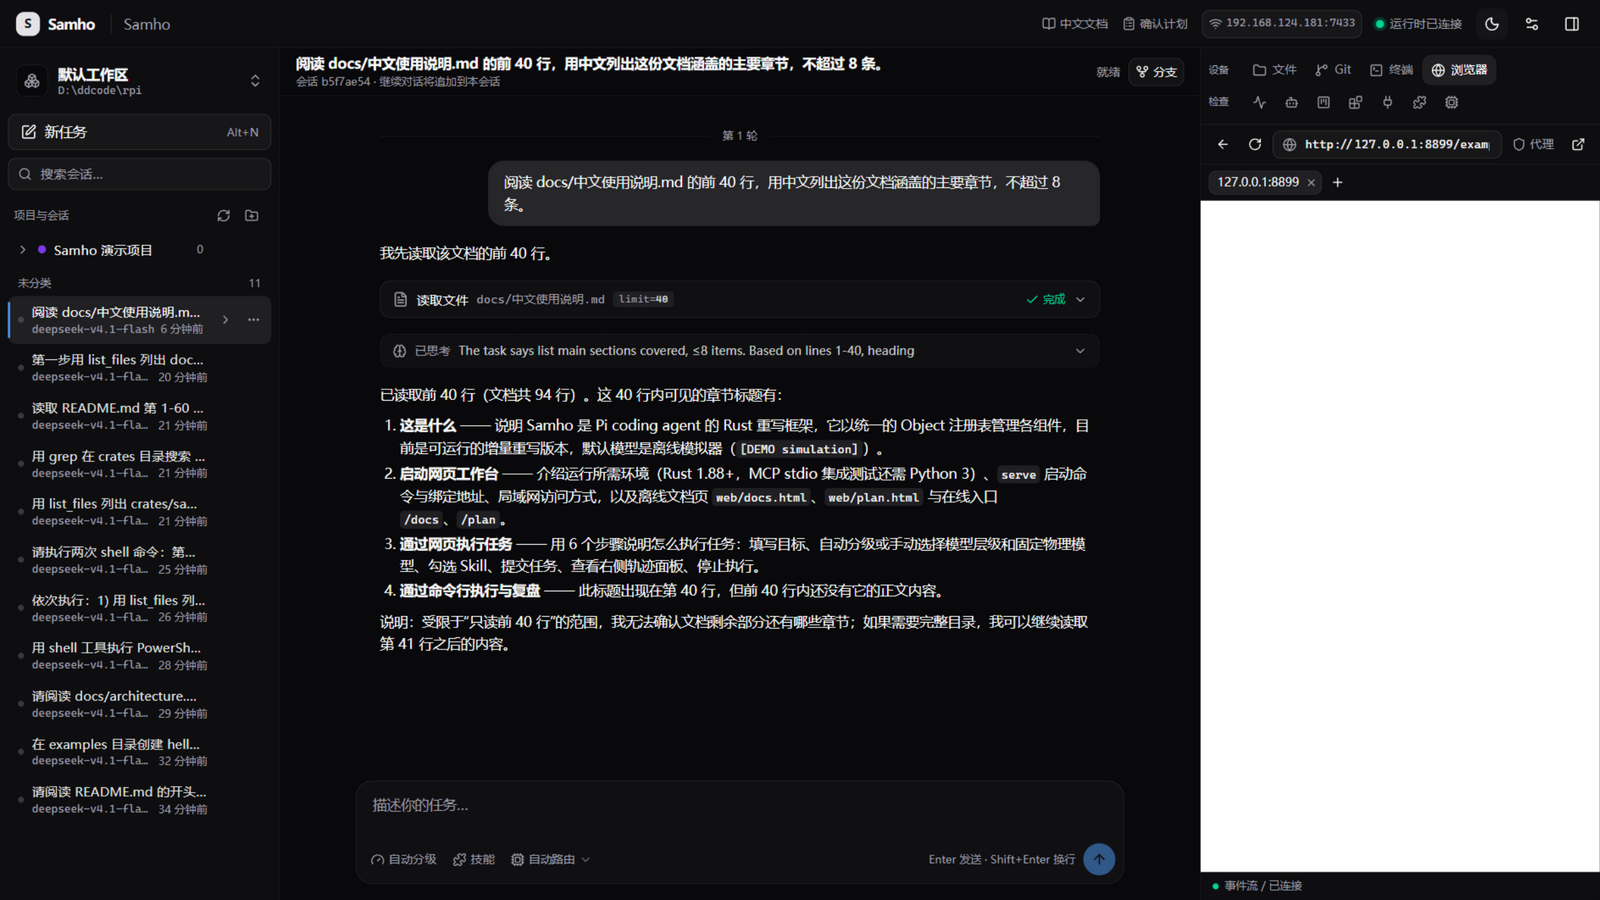 S Samho Samho 中文文档 确认计划 192.168.124.181:7433 运行时已连接
默认工作区
D:\ddcode\rpi
新任务 Alt+N
搜索会话...
项目与会话
Samho 演示项目 0
未分类 11
阅读 docs/中文使用说明.m...
deepseek-v4.1-flash 6 分钟前
第一步用 list_files 列出 doc...
deepseek-v4.1-fla… 20 分钟前
读取 README.md 第 1-60 ...
deepseek-v4.1-fla… 21 分钟前
用 grep 在 crates 目录搜索 ...
deepseek-v4.1-fla… 21 分钟前
用 list_files 列出 crates/sa...
deepseek-v4.1-fla… 21 分钟前
请执行两次 shell 命令：第...
deepseek-v4.1-fla… 25 分钟前
依次执行：1) 用 list_files 列...
deepseek-v4.1-fla… 26 分钟前
用 shell 工具执行 PowerSh...
deepseek-v4.1-fla… 28 分钟前
请阅读 docs/architecture....
deepseek-v4.1-fla… 29 分钟前
在 examples 目录创建 hell...
deepseek-v4.1-fla… 32 分钟前
请阅读 README.md 的开头...
deepseek-v4.1-fla… 34 分钟前
阅读 docs/中文使用说明.md 的前 40 行，用中文列出这份文档涵盖的主要章节，不超过 8 条。
会话 b5f7ae54 · 继续对话将追加到本会话
就绪 分支
第 1 轮
阅读 docs/中文使用说明.md 的前 40 行，用中文列出这份文档涵盖的主要章节，不超过 8
条。
我先读取该文档的前 40 行。
读取文件 docs/中文使用说明.md limit=40 完成
已思考 The task says list main sections covered, ≤8 items. Based on lines 1-40, heading
已读取前 40 行（文档共 94 行）。这 40 行内可见的章节标题有：
1. 这是什么 —— 说明 Samho 是 Pi coding agent 的 Rust 重写框架，它以统一的 Object 注册表管理各组件，目
前是可运行的增量重写版本，默认模型是离线模拟器（[DEMO simulation]）。
2. 启动网页工作台 —— 介绍运行所需环境（Rust 1.88+，MCP stdio 集成测试还需 Python 3）、serve 启动命
令与绑定地址、局域网访问方式，以及离线文档页 web/docs.html、web/plan.html 与在线入口
/docs、/plan。
3. 通过网页执行任务 —— 用 6 个步骤说明怎么执行任务：填写目标、自动分级或手动选择模型层级和固定物理模
型、勾选 Skill、提交任务、查看右侧轨迹面板、停止执行。
4. 通过命令行执行与复盘 —— 此标题出现在第 40 行，但前 40 行内还没有它的正文内容。
说明：受限于"只读前 40 行"的范围，我无法确认文档剩余部分还有哪些章节；如果需要完整目录，我可以继续读取
第 41 行之后的内容。
描述你的任务...
自动分级 技能 自动路由 Enter 发送 · Shift+Enter 换行
设备 文件 Git 终端 浏览器
检查
http://127.0.0.1:8899/exam 代理
127.0.0.1:8899
事件流 / 已连接